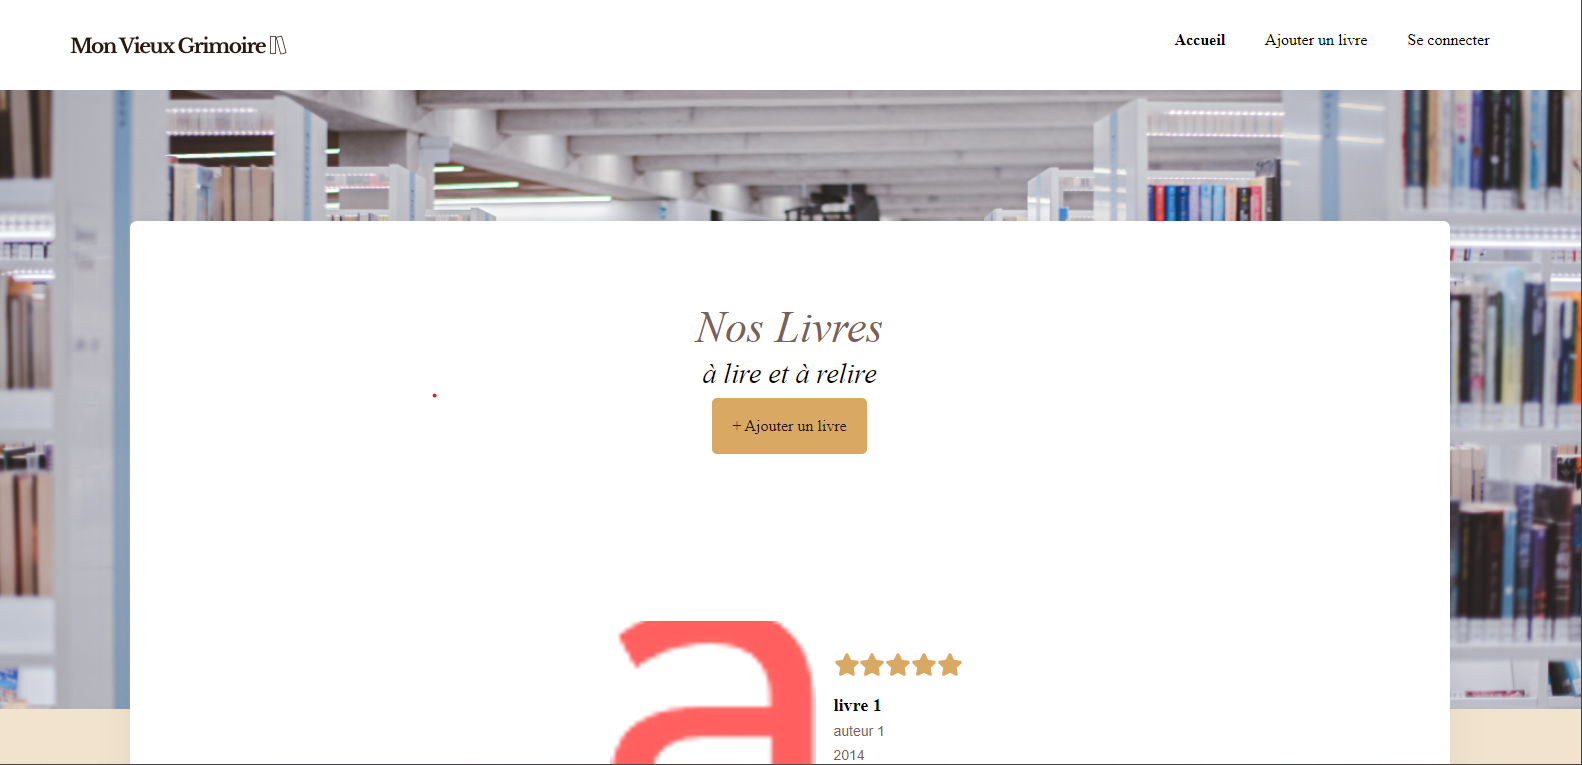 Mon Vieux Grimoire
Accueil
Ajouter un livre
Se connecter
Nos Livres
à lire et à relire
+ Ajouter un livre
a
livre 1
auteur 1
2014